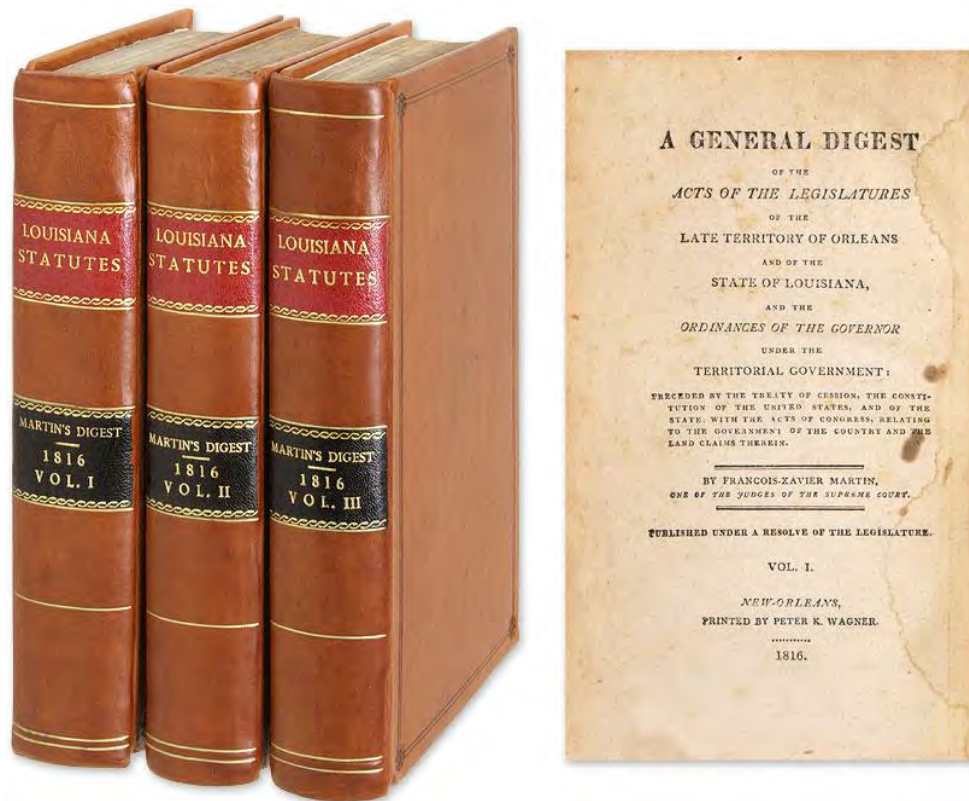 LOUISIANA
STATUTES
MARTIN'S DIGEST
1816
VOL. I
LOUISIANA
STATUTES
MARTIN'S DIGEST
1816
VOL. II
LOUISIANA
STATUTES
MARTIN'S DIGEST
1816
VOL. III
A GENERAL DIGEST
OF THE
ACTS OF THE LEGISLATURES
OF THE
LATE TERRITORY OF ORLEANS
AND OF THE
STATE OF LOUISIANA,
AND THE
ORDINANCES OF THE GOVERNOR
UNDER THE
TERRITORIAL GOVERNMENT:
PRECEDED BY THE TREATY OF CESSION, THE CONSTI-
TUTION OF THE UNITED STATES, AND OF THE
STATE, WITH THE ACTS OF CONGRESS, RELATING
TO THE GOVERNMENT OF THE COUNTRY AND THE
LAND CLAIMS THEREIN.
BY FRANCOIS-XAVIER MARTIN,
ONE OF THE JUDGES OF THE SUPREME COURT.
PUBLISHED UNDER A RESOLVE OF THE LEGISLATURE.
VOL. I.
NEW-ORLEANS,
PRINTED BY PETER K. WAGNER.
...........
1816.